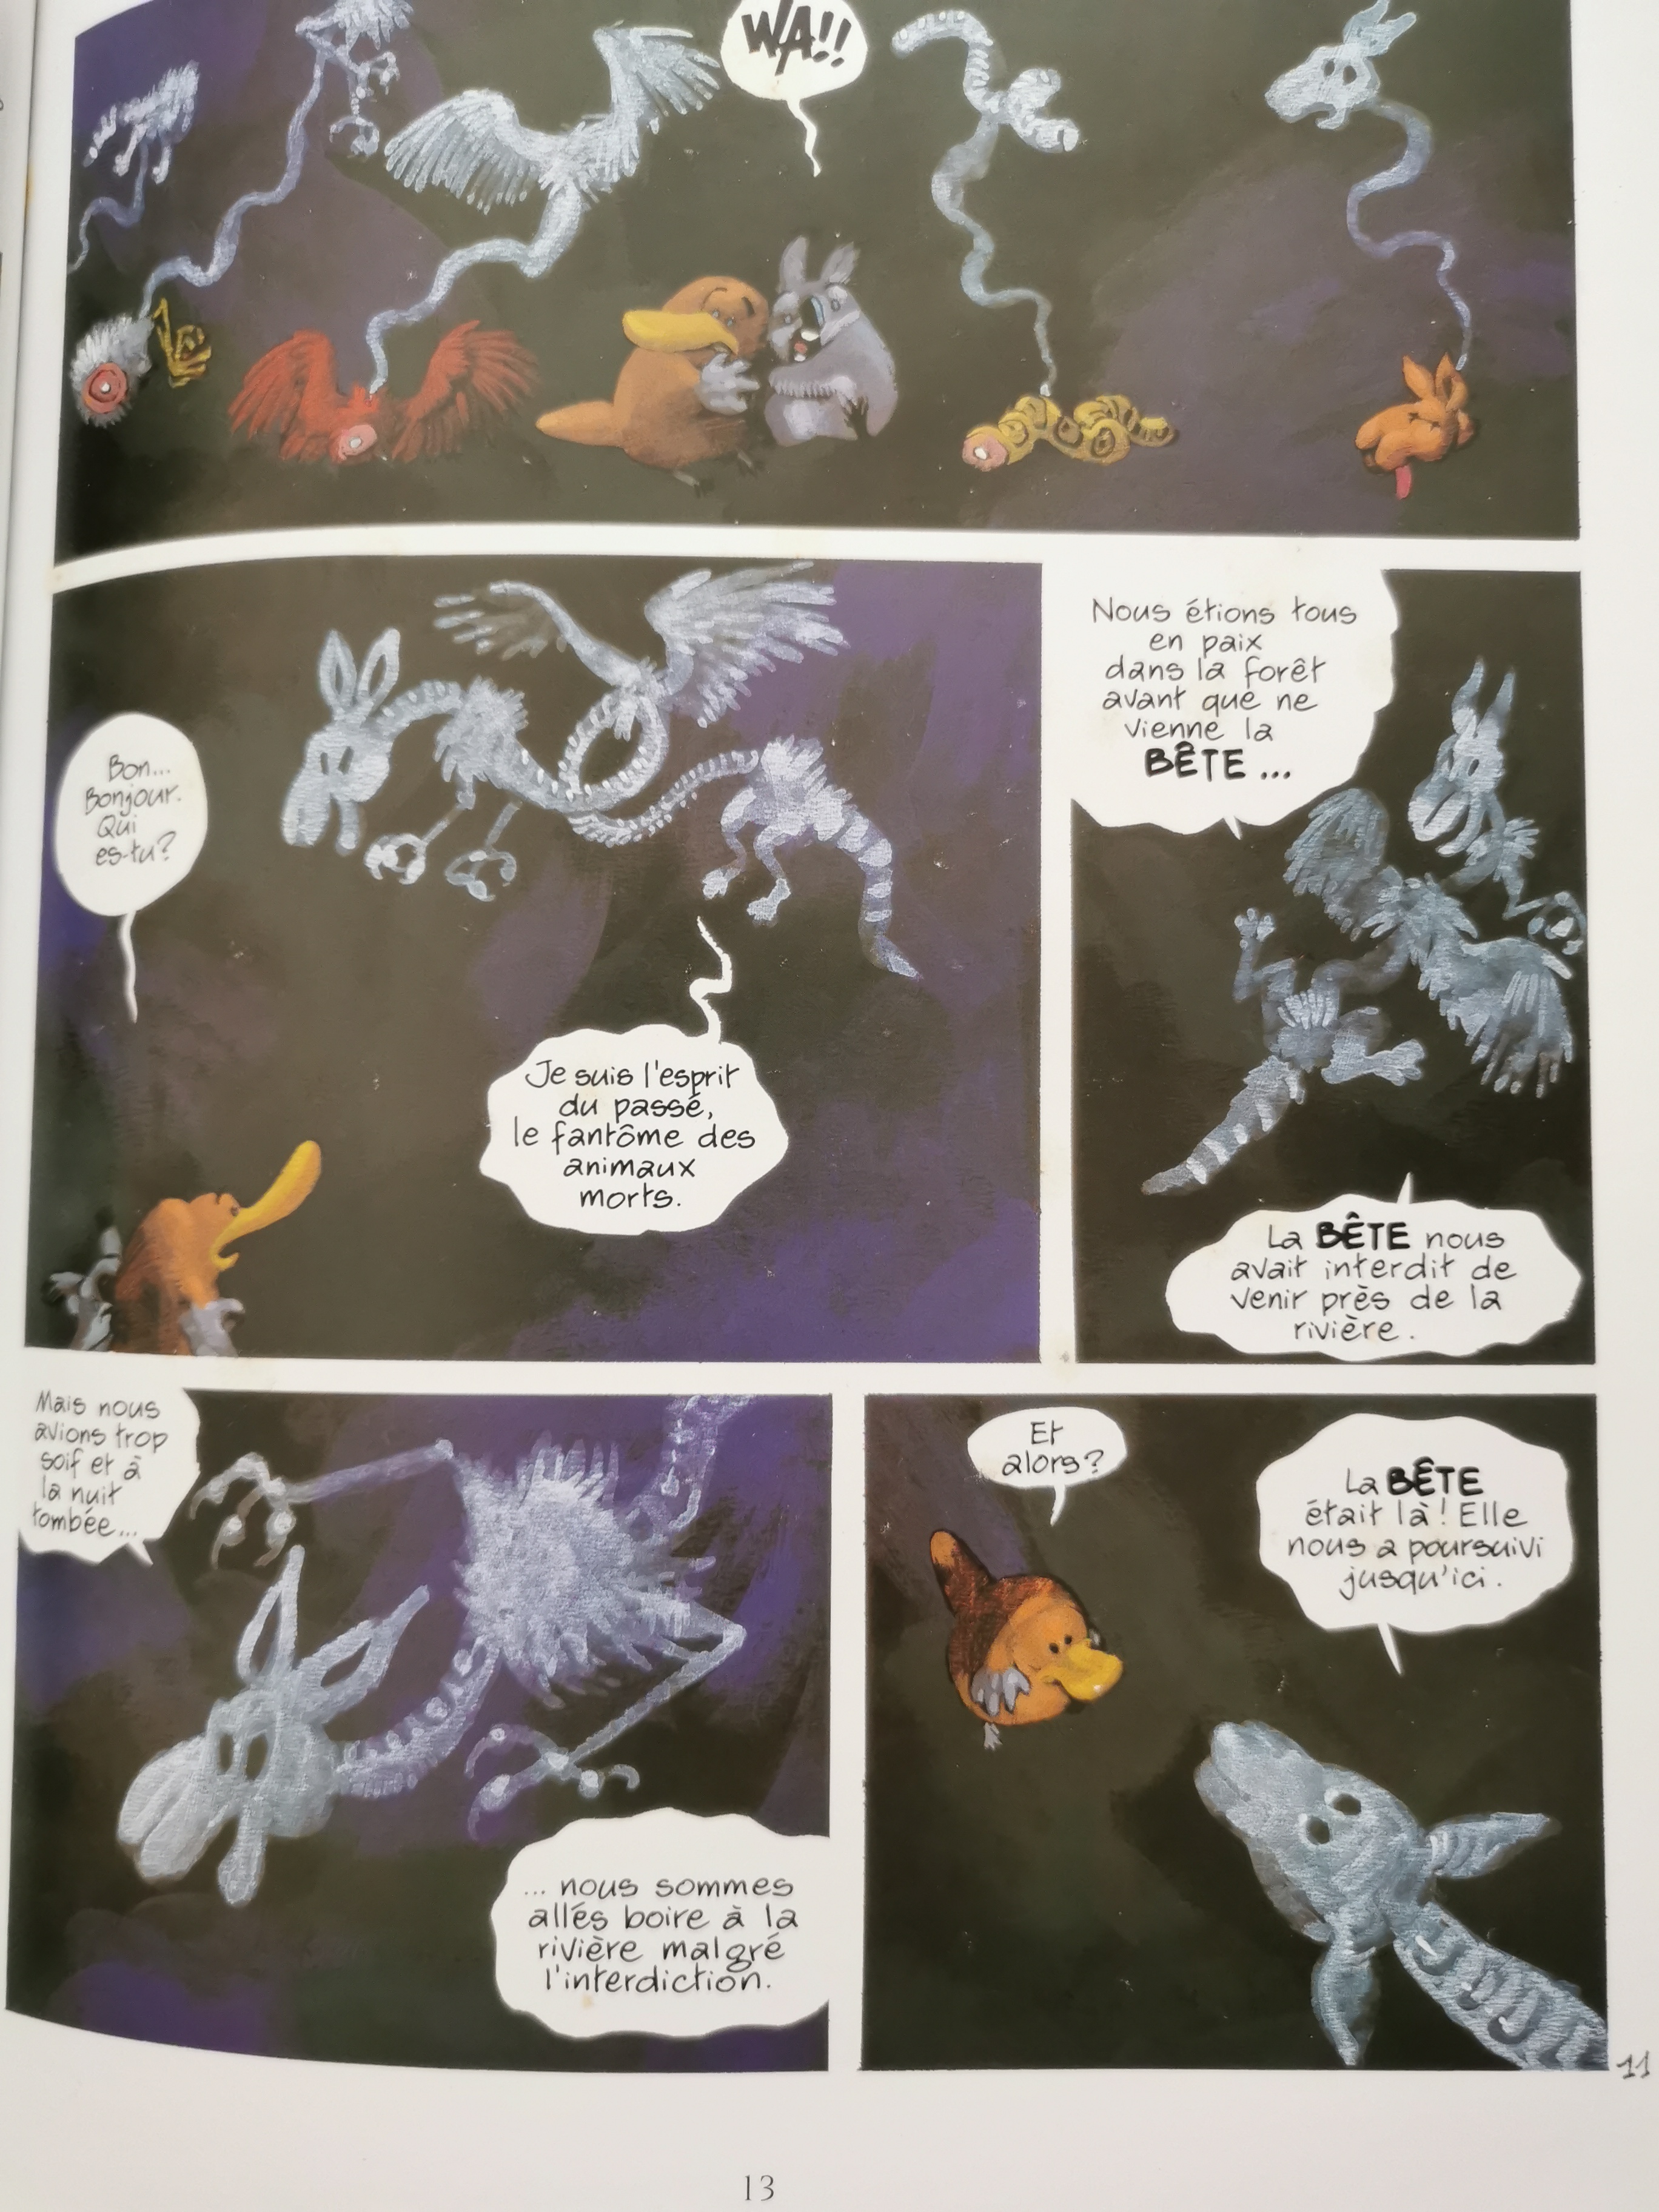 WA!!
Bon...
Bonjour.
Qui
es-tu?
Je suis l'esprit
du passé,
le fantôme des
animaux
morts.
Nous étions tous
en paix
dans la forêt
avant que ne
vienne la
BÊTE ...
La BÊTE nous
avait interdit de
venir près de la
rivière.
Mais nous
avions trop
soif et à
la nuit
tombée...
... nous sommes
allés boire à la
rivière malgré
l'interdiction.
Et
alors?
La BÊTE
était là! Elle
nous a poursuivi
jusqu'ici.
11
13